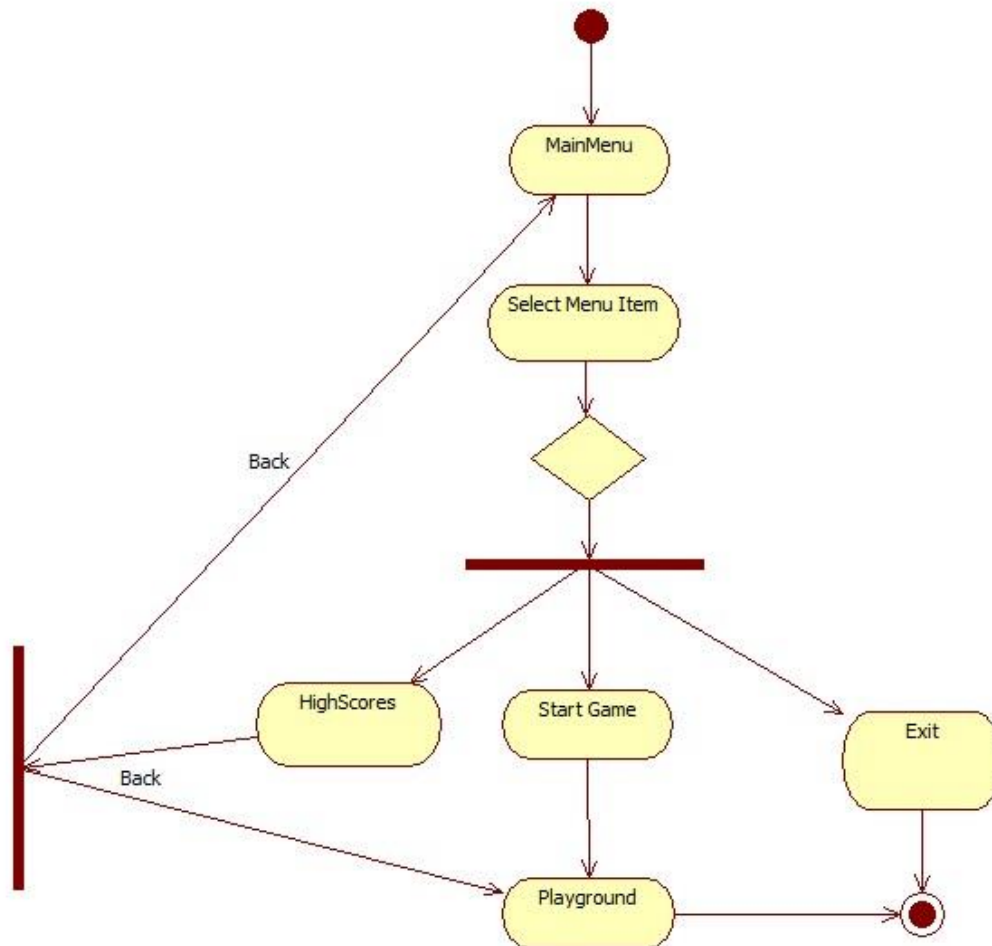 MainMenu
Select Menu Item
Back
HighScores
Start Game
Exit
Back
Playground